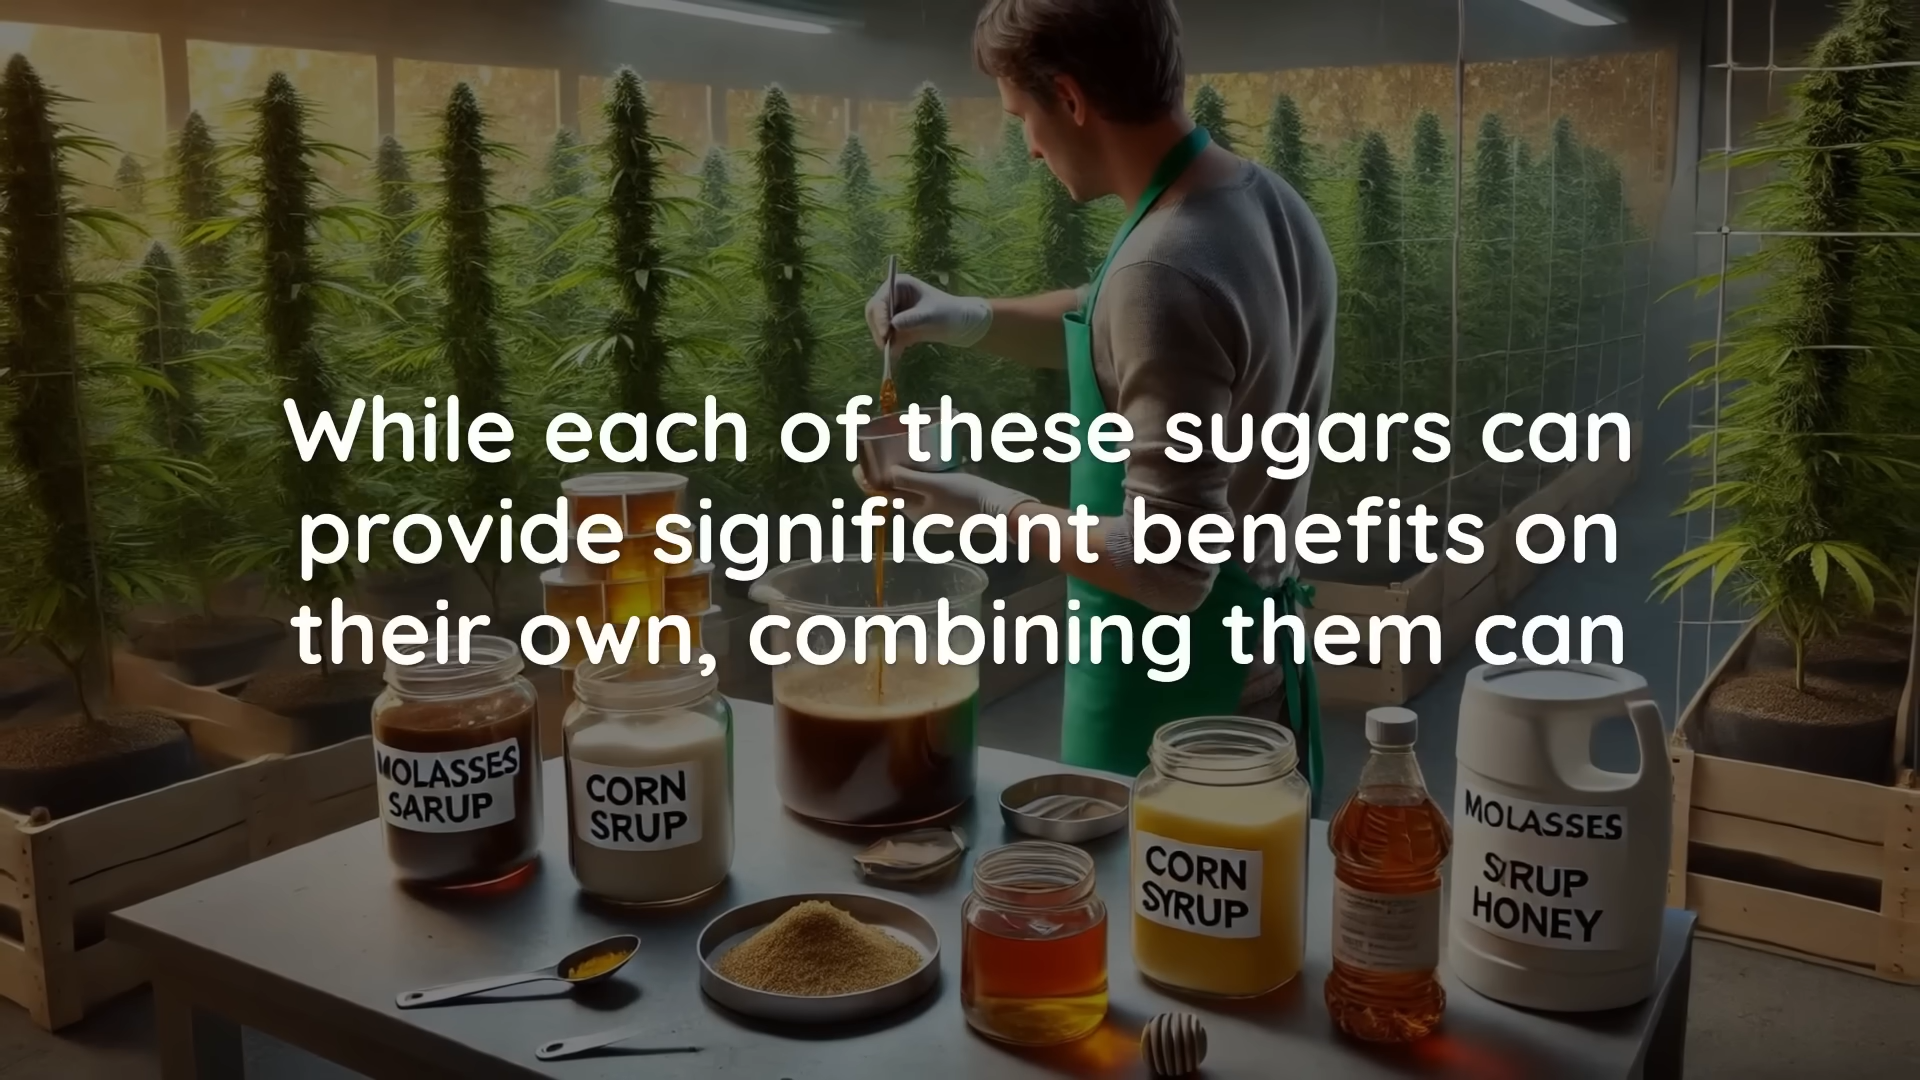 While each of these sugars can
provide significant benefits on
their own, combining them can
MOLASSES
SARUP
CORN
SRUP
CORN
SYRUP
MOLASSES
SYRUP
HONEY